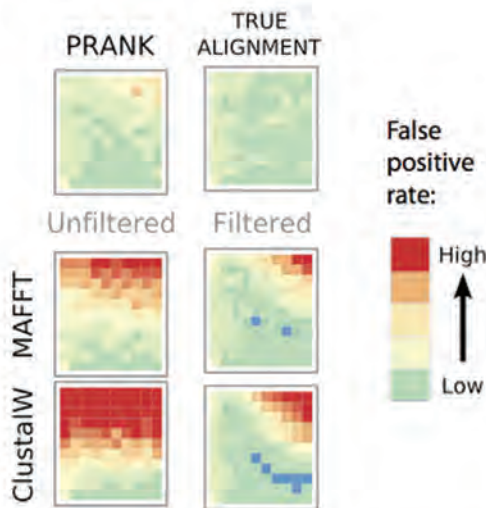 PRANK
TRUE
ALIGNMENT
Unfiltered
Filtered
MAFFT
ClustalW
False
positive
rate:
High
Low